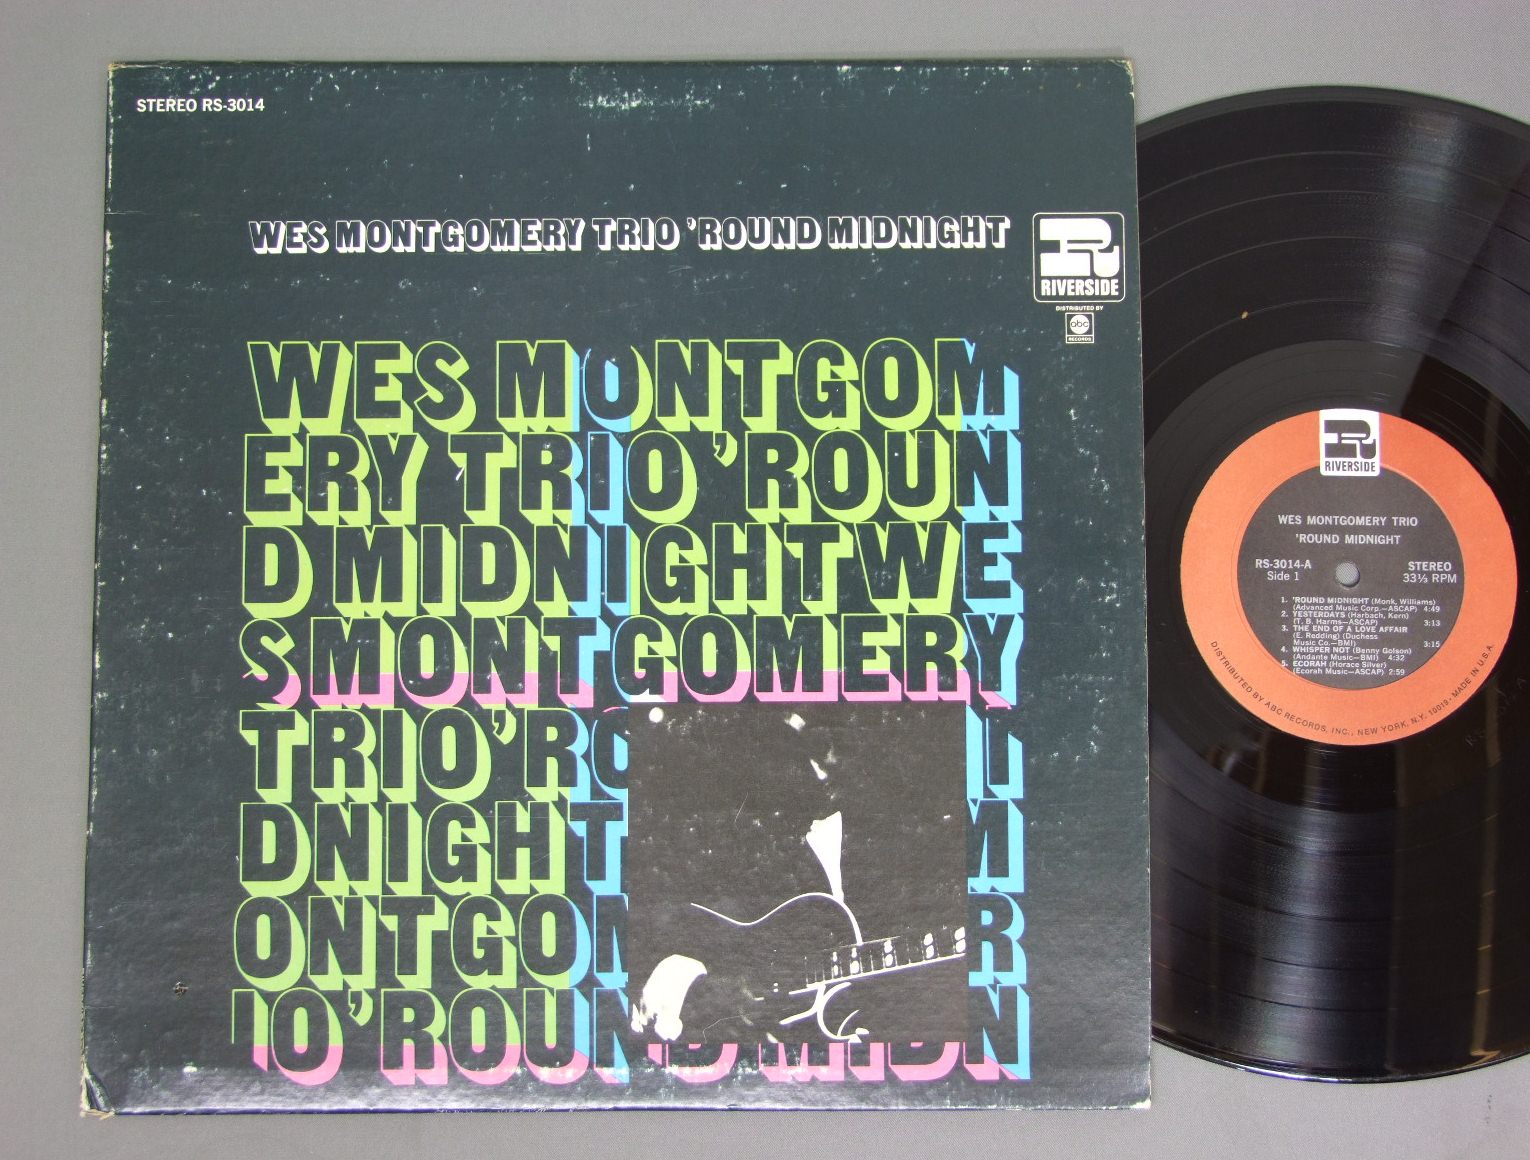 STEREO RS-3014
WES MONTGOMERY TRIO 'ROUND MIDNIGHT
R
RIVERSIDE
DISTRIBUTED BY
abc
RECORDS
WES MONTGOM
ERY TRIO 'ROUN
D MIDNIGHT WE
S MONTGOMERY
TRIO 'RO
T
DNIGHT
M
ONTGOM
R
IO 'ROUND MIDN
R
RIVERSIDE
WES MONTGOMERY TRIO
'ROUND MIDNIGHT
RS-3014-A
Side 1
STEREO
33⅓ RPM
1. 'ROUND MIDNIGHT (Monk, Williams)
(Advanced Music Corp.—ASCAP) 4:49
2. YESTERDAYS (Harbach, Kern)
(T. B. Harms—ASCAP) 3:13
3. THE END OF A LOVE AFFAIR
(E. Redding) (Duchess
Music Co.—BMI) 3:15
4. WHISPER NOT (Benny Golson)
(Andante Music—BMI) 4:32
5. ECORAH (Horace Silver)
(Ecorah Music—ASCAP) 2:59
DISTRIBUTED BY ABC RECORDS, INC., NEW YORK, N.Y. 10019 • MADE IN U.S.A.